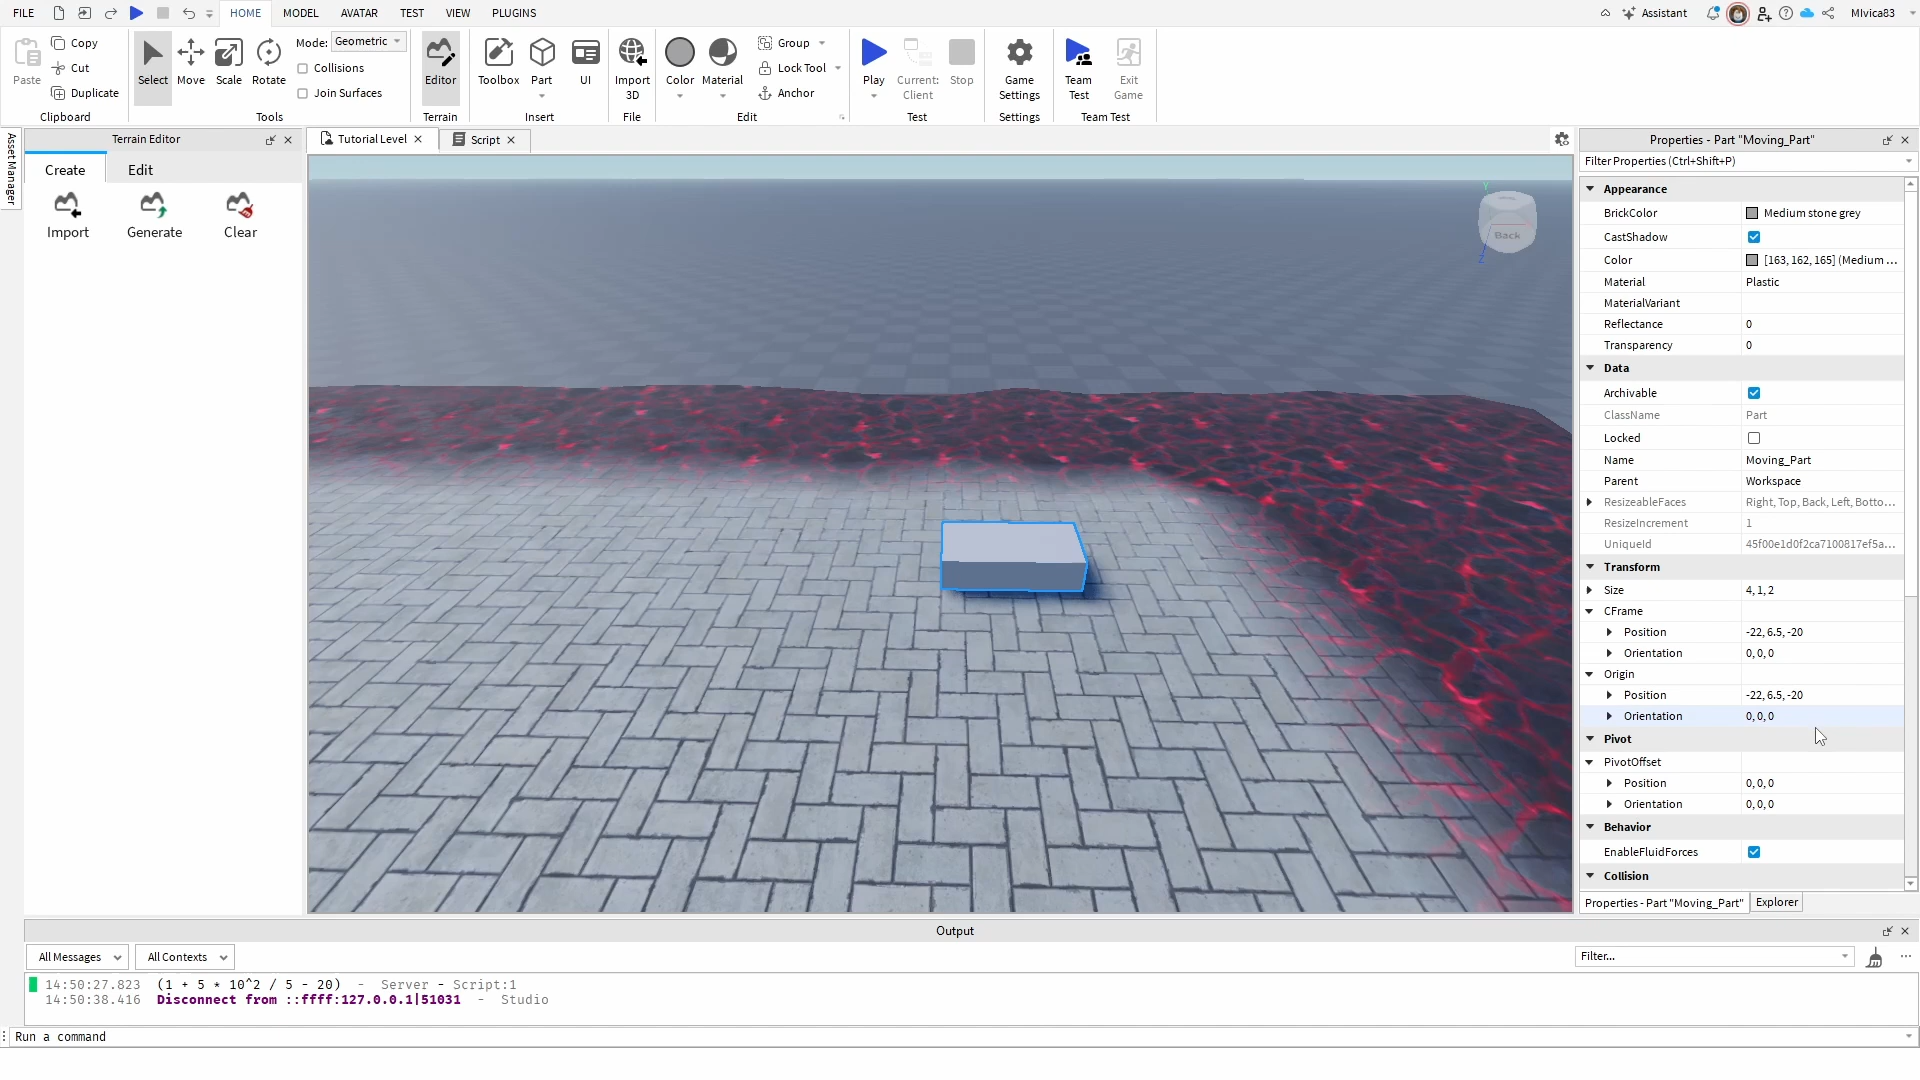 FILE HOME MODEL AVATAR TEST VIEW PLUGINS Assistant MIvica83
Paste Copy Cut Duplicate Clipboard
Select Move Scale Rotate Mode: Geometric Collisions Join Surfaces Tools
Editor Terrain
Toolbox Part UI Insert
Import 3D File
Color Material Group Lock Tool Anchor Edit
Play Current: Client Stop Test
Game Settings Settings
Team Test Exit Game Team Test
Asset Manager
Terrain Editor
Create Edit
Import Generate Clear
Tutorial Level Script
Back
Y
Z
Properties - Part "Moving_Part"
Filter Properties (Ctrl+Shift+P)
Appearance
BrickColor Medium stone grey
CastShadow
Color [163, 162, 165] (Medium ...
Material Plastic
MaterialVariant
Reflectance 0
Transparency 0
Data
Archivable
ClassName Part
Locked
Name Moving_Part
Parent Workspace
ResizeableFaces Right, Top, Back, Left, Botto...
ResizeIncrement 1
UniqueId 45f00e1d0f2ca7100817ef5a...
Transform
Size 4, 1, 2
CFrame
Position -22, 6.5, -20
Orientation 0, 0, 0
Origin
Position -22, 6.5, -20
Orientation 0, 0, 0
Pivot
PivotOffset
Position 0, 0, 0
Orientation 0, 0, 0
Behavior
EnableFluidForces
Collision
Properties - Part "Moving_Part" Explorer
Output
All Messages All Contexts Filter...
14:50:27.823 (1 + 5 * 10^2 / 5 - 20) - Server - Script:1
14:50:38.416 Disconnect from ::ffff:127.0.0.1|51031 - Studio
Run a command